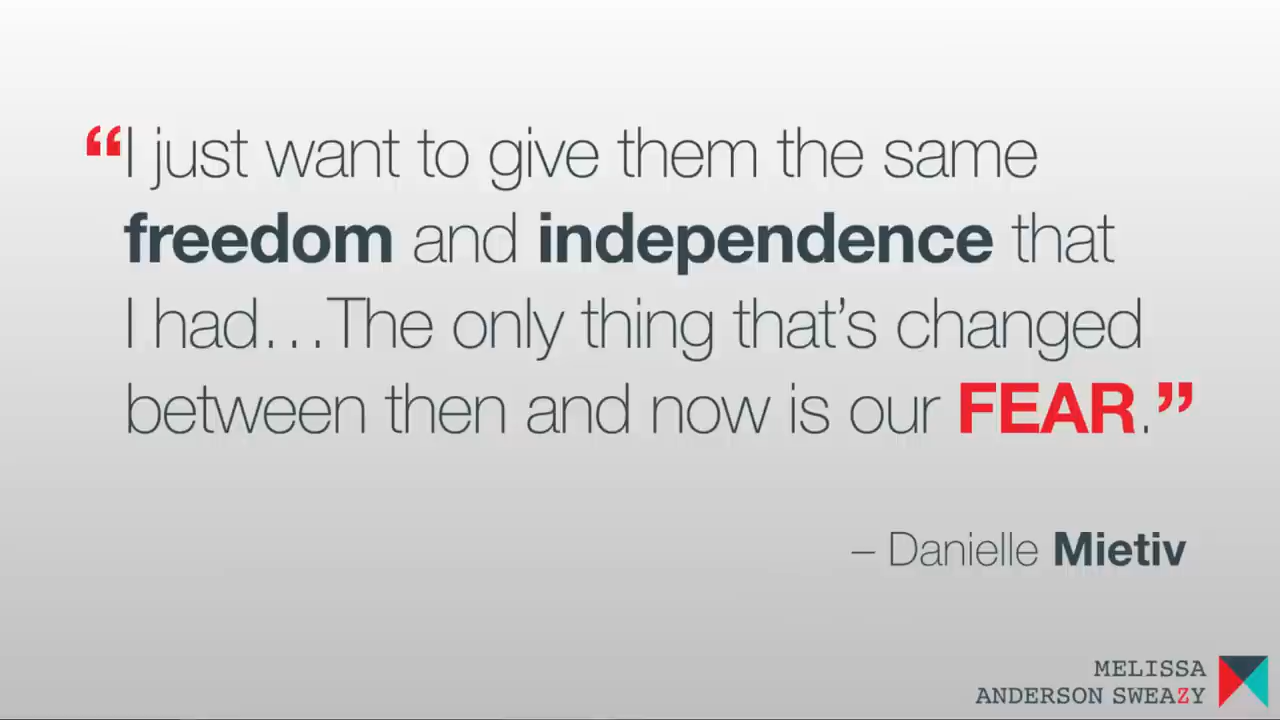 “I just want to give them the same
freedom and independence that
I had…The only thing that’s changed
between then and now is our FEAR.”
– Danielle Mietiv
MELISSA
ANDERSON SWEAZY